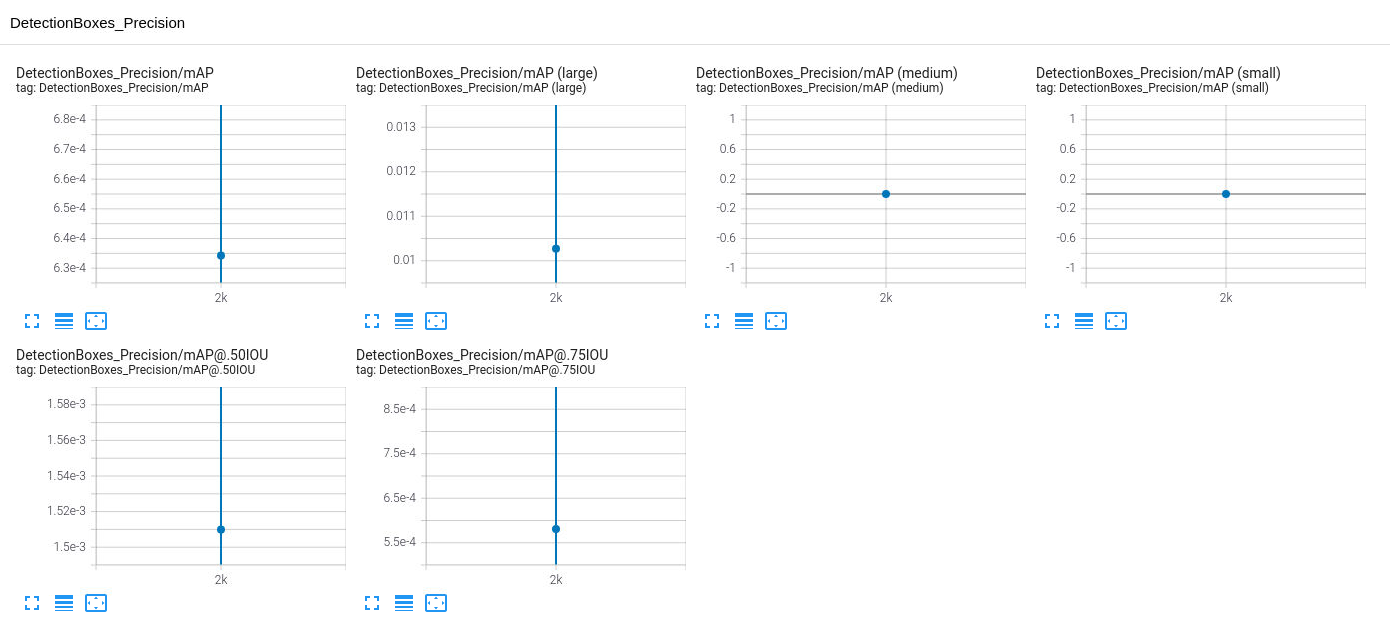 DetectionBoxes_Precision
DetectionBoxes_Precision/mAP
tag: DetectionBoxes_Precision/mAP
6.8e-4
6.7e-4
6.6e-4
6.5e-4
6.4e-4
6.3e-4
2k
DetectionBoxes_Precision/mAP (large)
tag: DetectionBoxes_Precision/mAP (large)
0.013
0.012
0.011
0.01
2k
DetectionBoxes_Precision/mAP (medium)
tag: DetectionBoxes_Precision/mAP (medium)
1
0.6
0.2
-0.2
-0.6
-1
2k
DetectionBoxes_Precision/mAP (small)
tag: DetectionBoxes_Precision/mAP (small)
1
0.6
0.2
-0.2
-0.6
-1
2k
DetectionBoxes_Precision/mAP@.50IOU
tag: DetectionBoxes_Precision/mAP@.50IOU
1.58e-3
1.56e-3
1.54e-3
1.52e-3
1.5e-3
2k
DetectionBoxes_Precision/mAP@.75IOU
tag: DetectionBoxes_Precision/mAP@.75IOU
8.5e-4
7.5e-4
6.5e-4
5.5e-4
2k